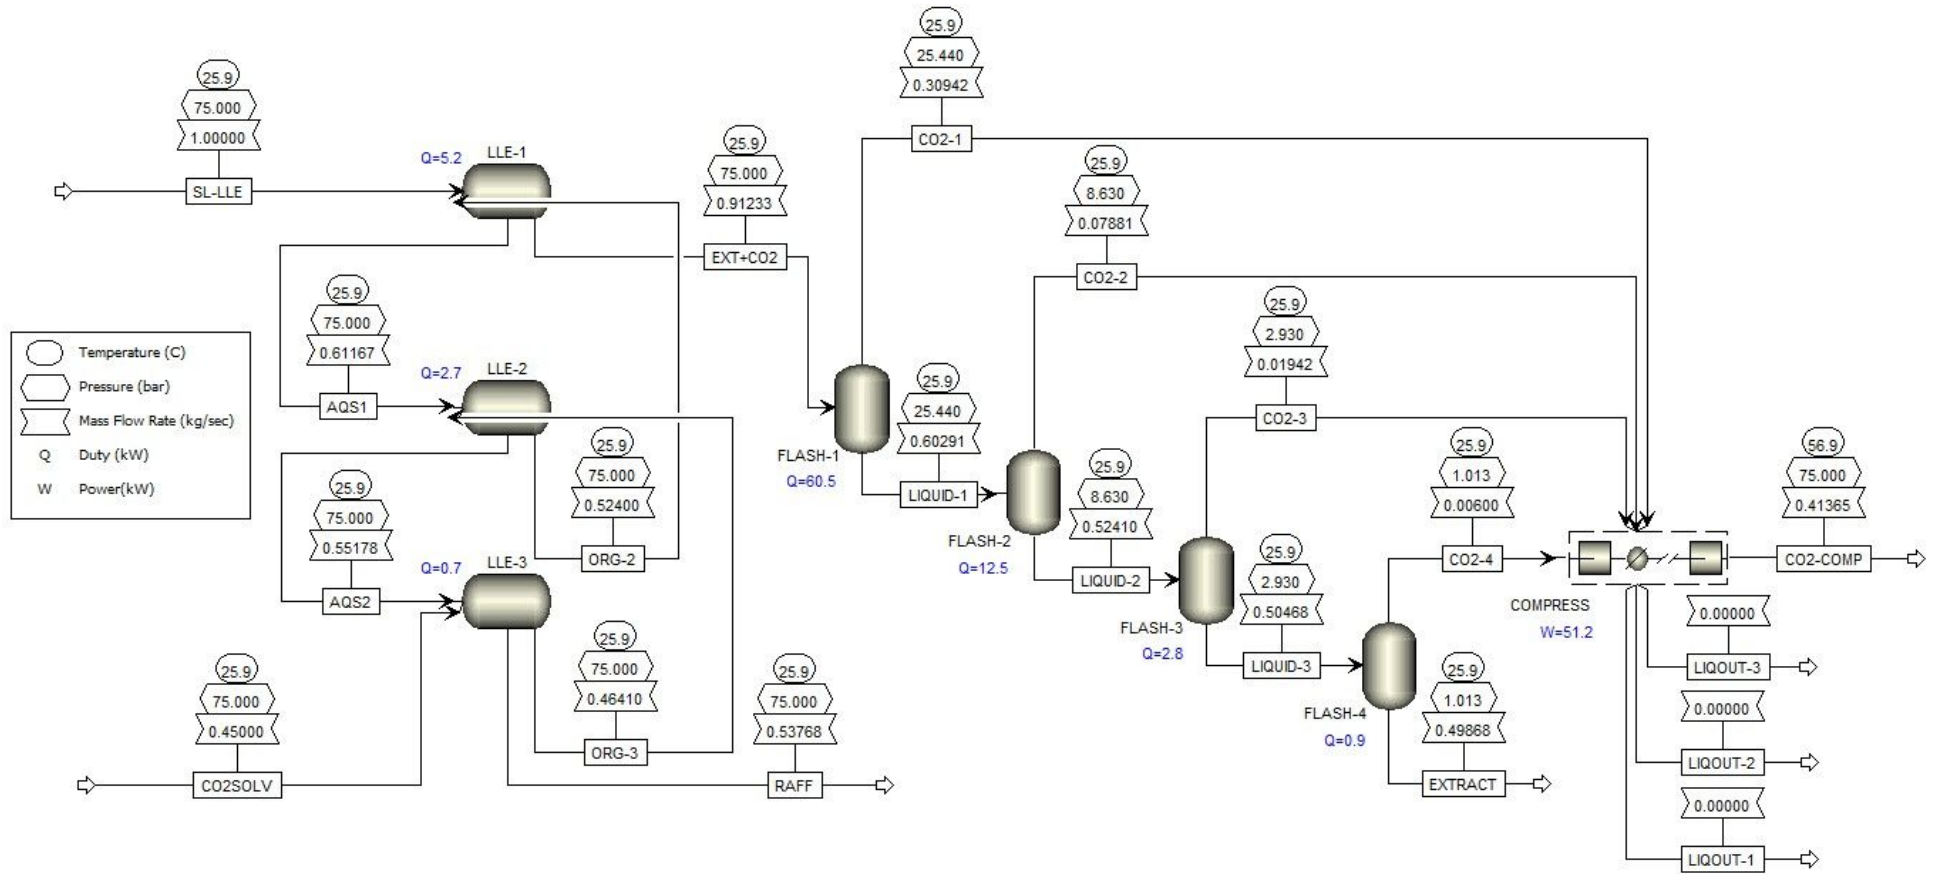 25.9
75.000
1.00000
SL-LLE
Q=5.2
LLE-1
25.9
75.000
0.91233
EXT+CO2
25.9
25.440
0.30942
CO2-1
25.9
8.630
0.07881
CO2-2
25.9
2.930
0.01942
CO2-3
25.9
1.013
0.00600
CO2-4
56.9
75.000
0.41365
CO2-COMP
Temperature (C)
Pressure (bar)
Mass Flow Rate (kg/sec)
Q Duty (kW)
W Power(kW)
25.9
75.000
0.61167
AQS1
Q=2.7
LLE-2
25.9
75.000
0.52400
ORG-2
25.9
75.000
0.55178
AQS2
Q=0.7
LLE-3
25.9
75.000
0.46410
ORG-3
25.9
75.000
0.45000
CO2SOLV
25.9
75.000
0.53768
RAFF
FLASH-1
Q=60.5
25.9
25.440
0.60291
LIQUID-1
FLASH-2
Q=12.5
25.9
8.630
0.52410
LIQUID-2
FLASH-3
Q=2.8
25.9
2.930
0.50468
LIQUID-3
FLASH-4
Q=0.9
25.9
1.013
0.49868
EXTRACT
COMPRESS
W=51.2
0.00000
LIQOUT-3
0.00000
LIQOUT-2
0.00000
LIQOUT-1